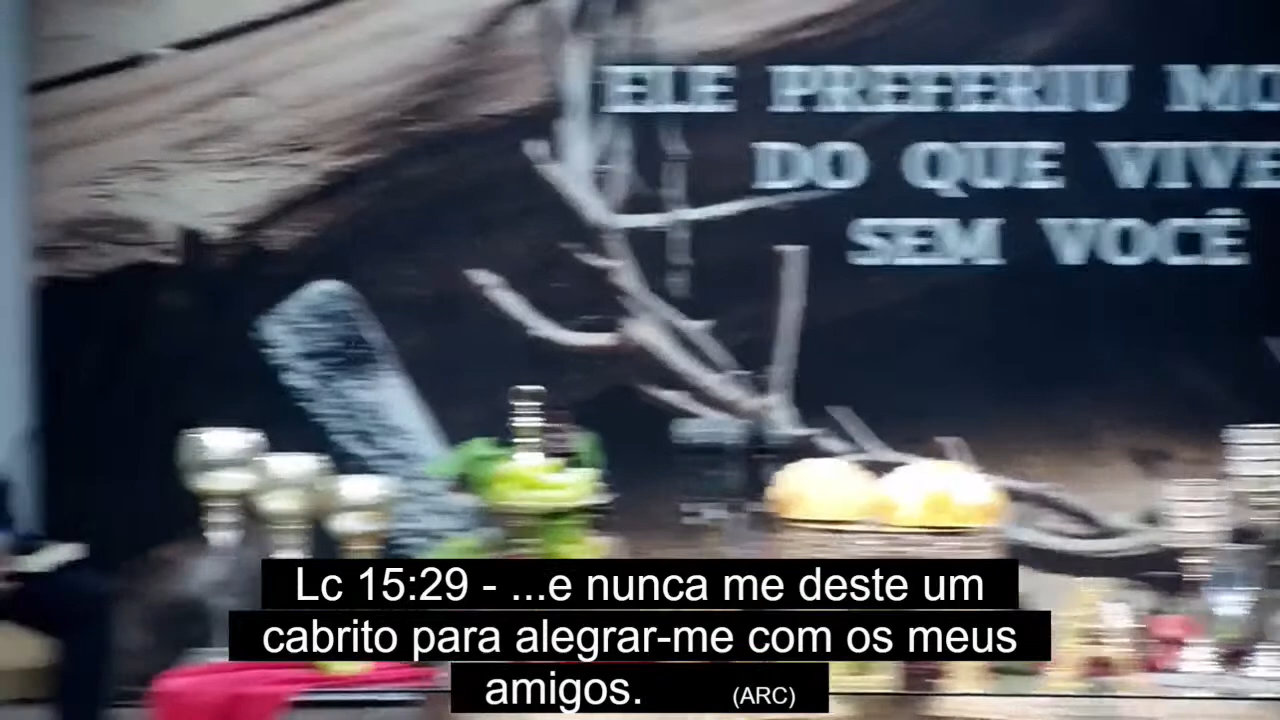 ELE PREFERIU
DO QUE
SEM VOCÊ
Lc 15:29 - ...e nunca me deste um
cabrito para alegrar-me com os meus
amigos. (ARC)